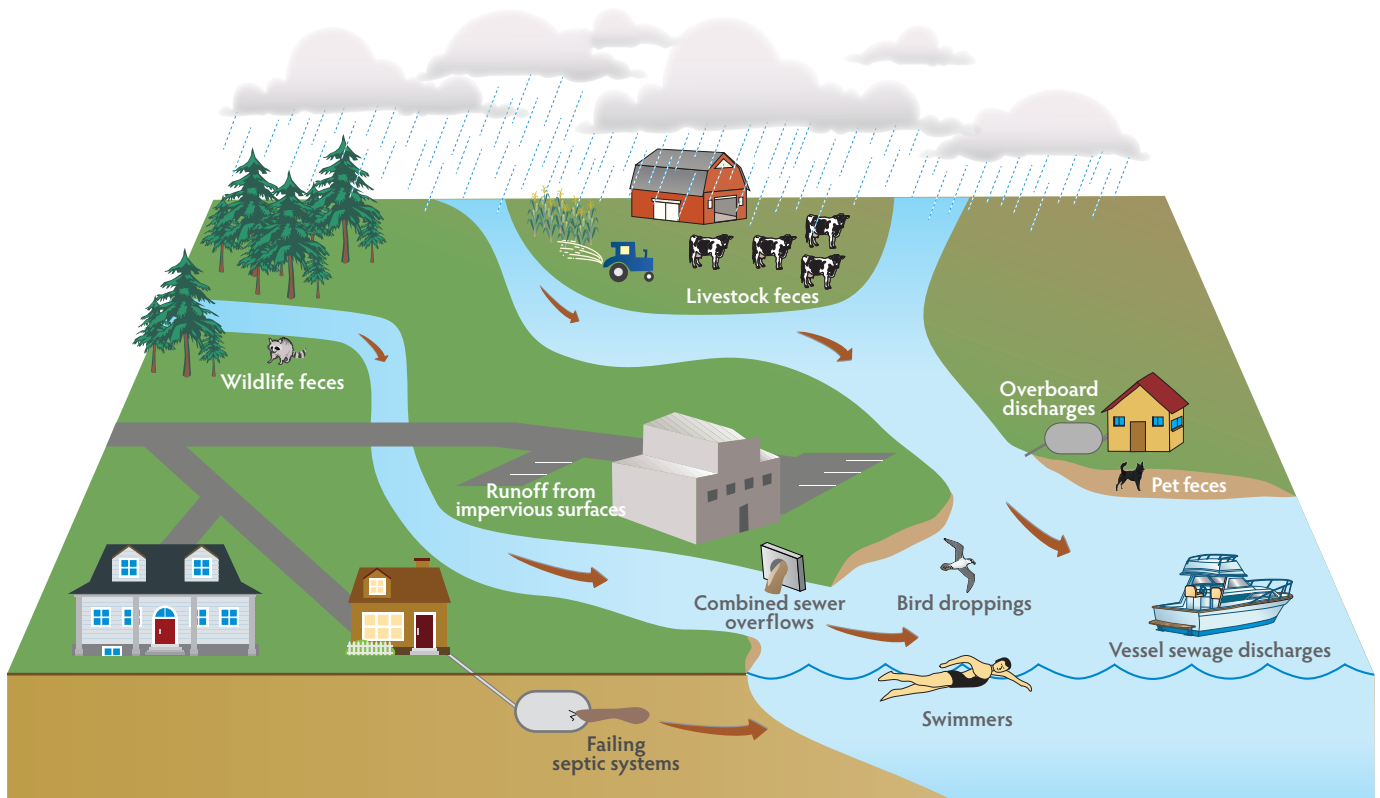 Livestock feces
Wildlife feces
Overboard
discharges
Pet feces
Runoff from
impervious surfaces
Combined sewer
overflows
Bird droppings
Vessel sewage discharges
Swimmers
Failing
septic systems